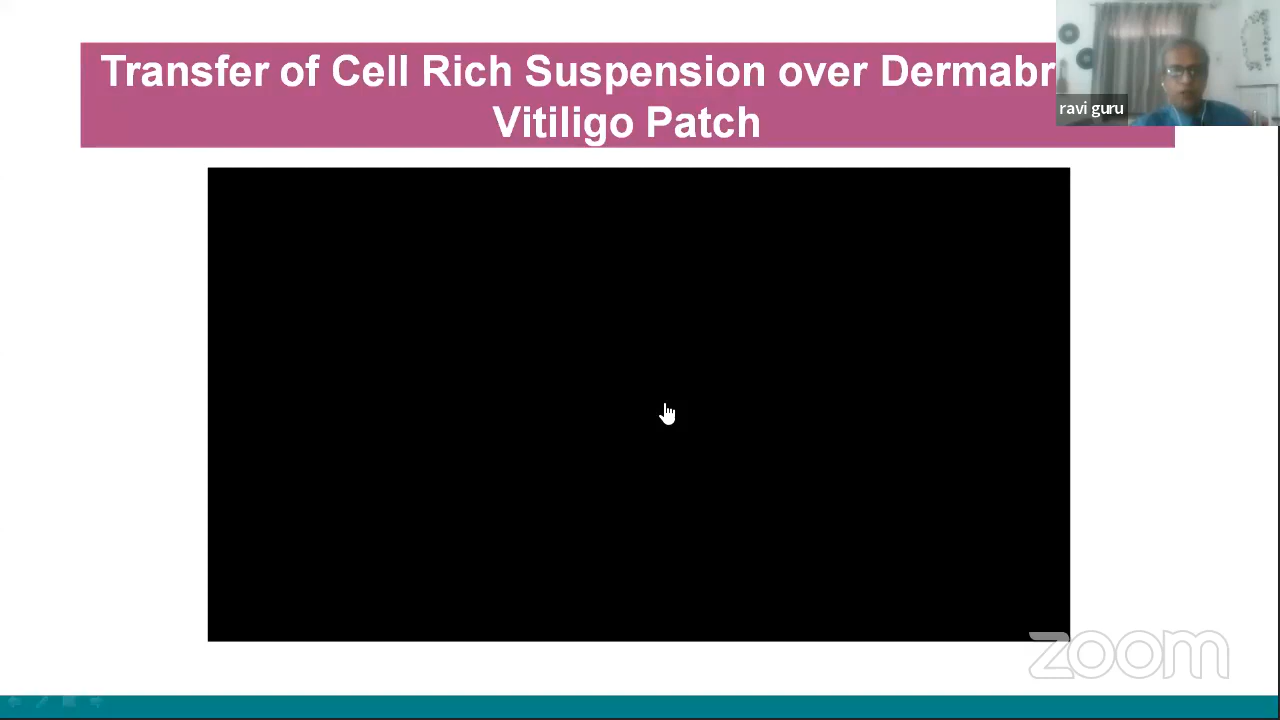 Transfer of Cell Rich Suspension over Dermabr
Vitiligo Patch
ravi guru
zoom